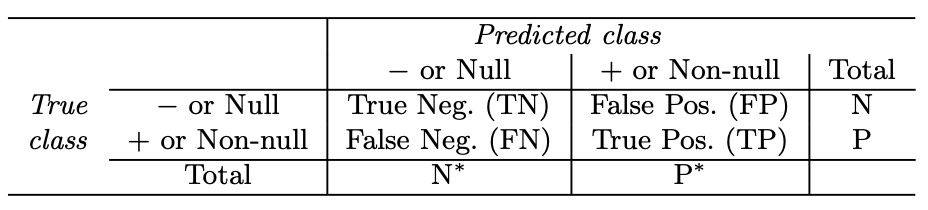 Predicted class
− or Null + or Non-null Total
True − or Null True Neg. (TN) False Pos. (FP) N
class + or Non-null False Neg. (FN) True Pos. (TP) P
Total N* P*